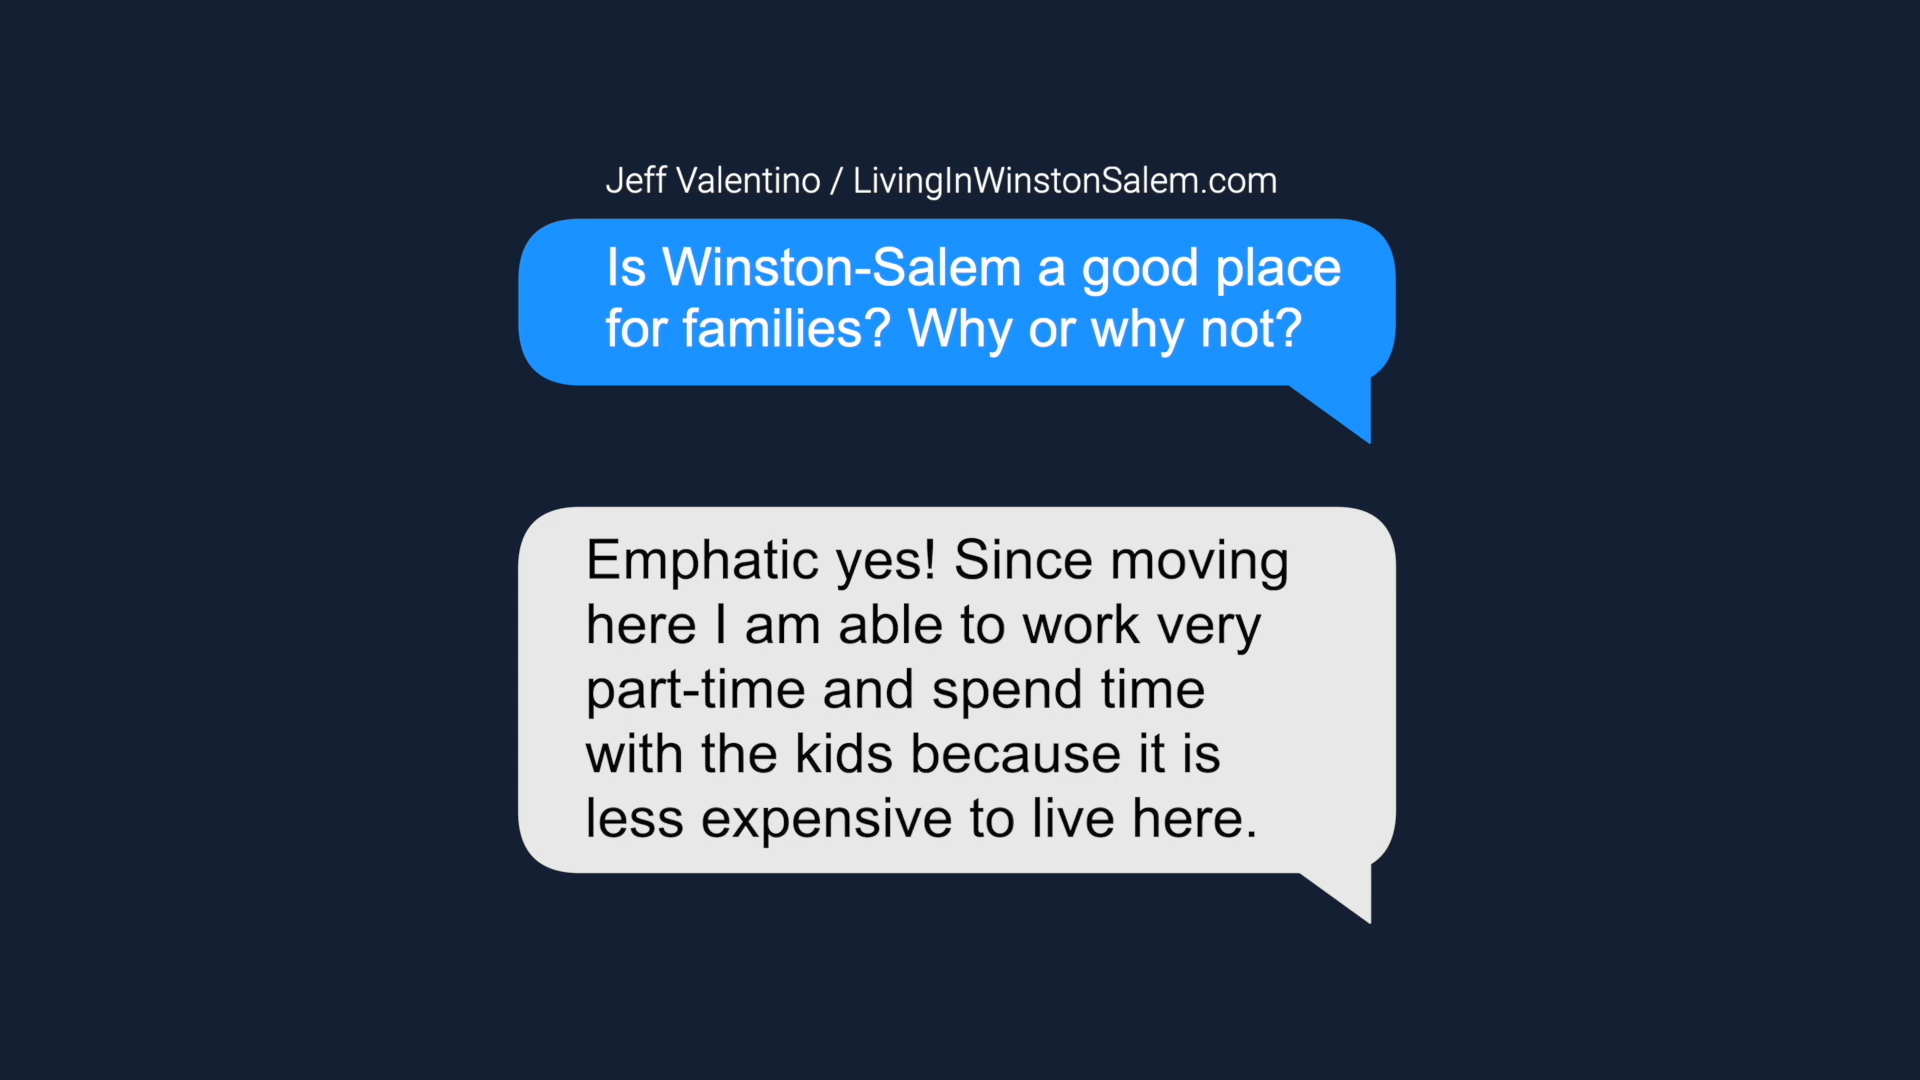 Jeff Valentino / LivingInWinstonSalem.com
Is Winston-Salem a good place
for families? Why or why not?
Emphatic yes! Since moving
here I am able to work very
part-time and spend time
with the kids because it is
less expensive to live here.